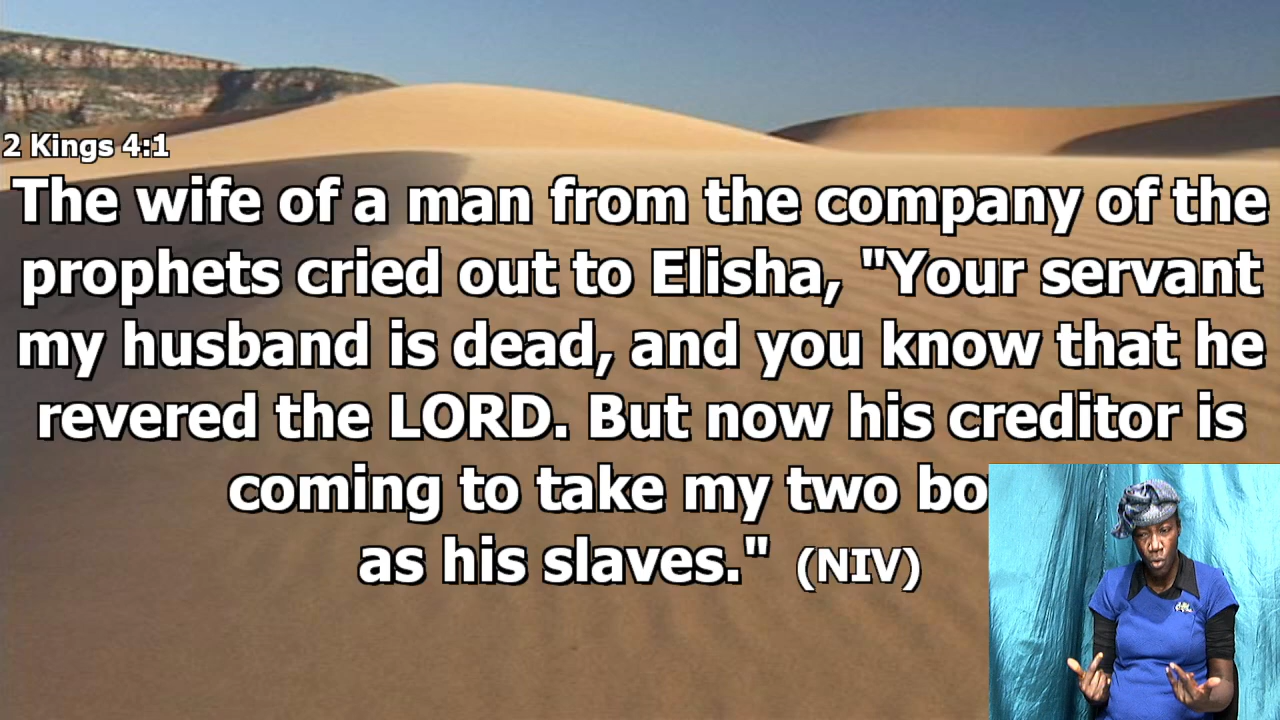 2 Kings 4:1
The wife of a man from the company of the
prophets cried out to Elisha, "Your servant
my husband is dead, and you know that he
revered the LORD. But now his creditor is
coming to take my two bo
as his slaves." (NIV)